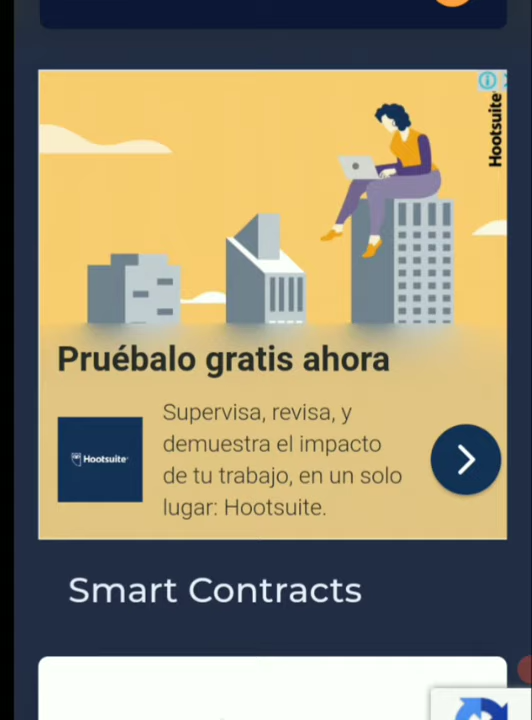 Hootsuite
Pruébalo gratis ahora
Supervisa, revisa, y
demuestra el impacto
de tu trabajo, en un solo
lugar: Hootsuite.
Hootsuite
Smart Contracts